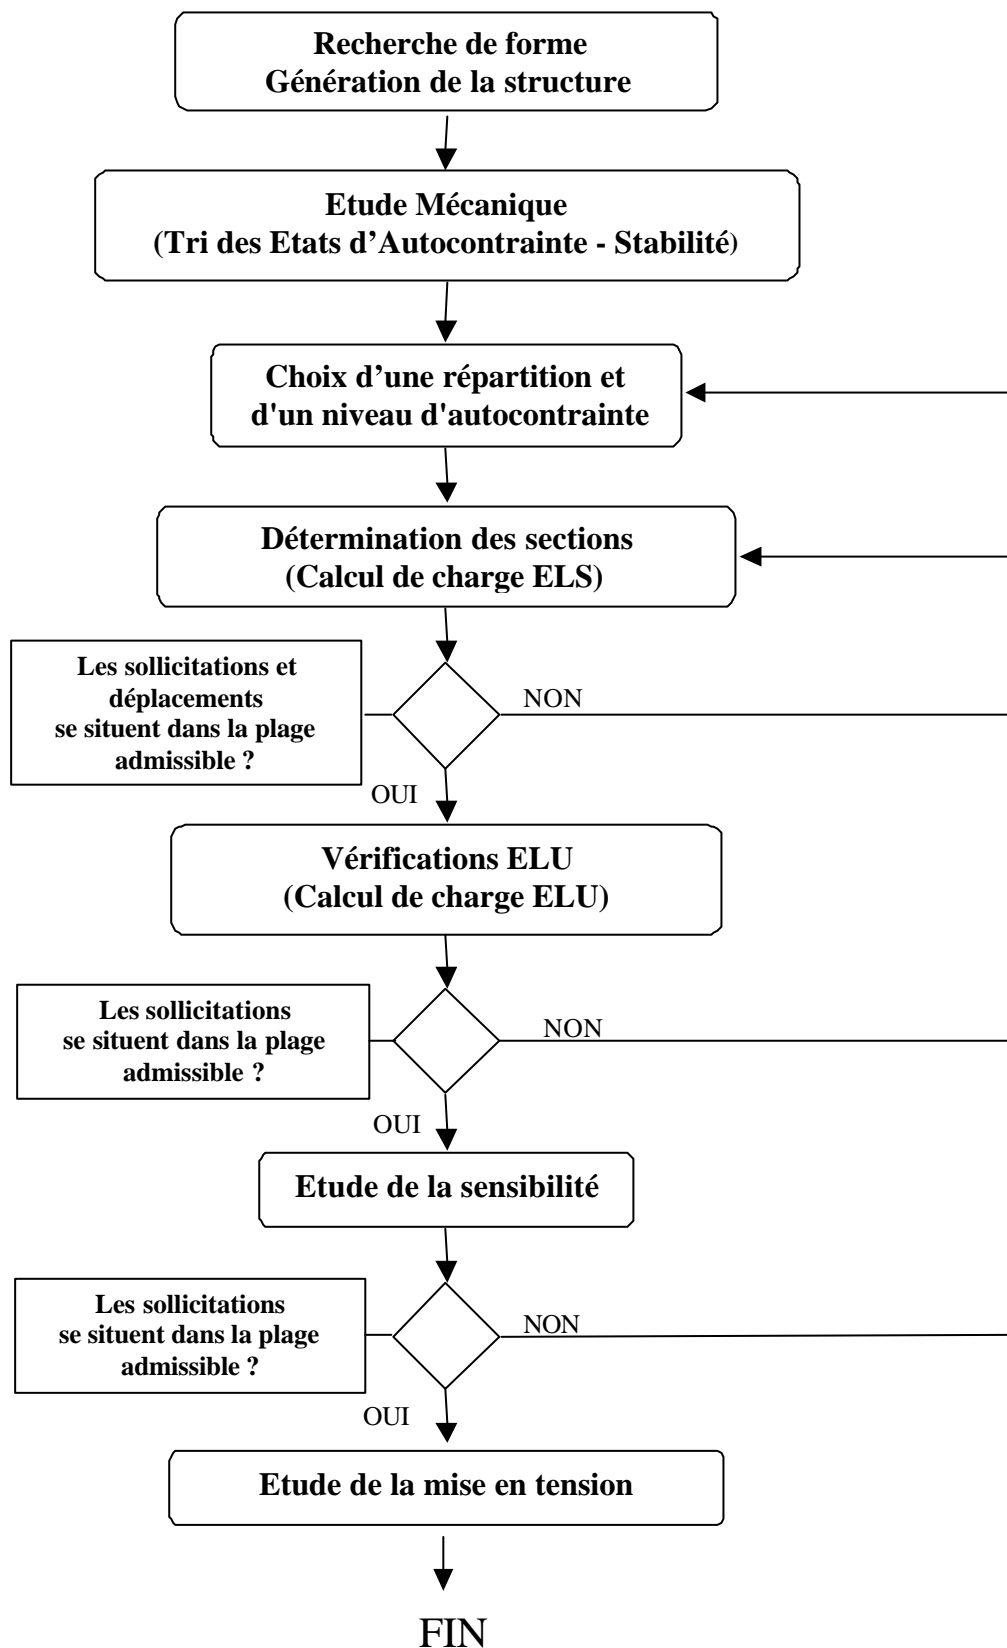 Recherche de forme
Génération de la structure
Etude Mécanique
(Tri des Etats d’Autocontrainte - Stabilité)
Choix d’une répartition et
d'un niveau d'autocontrainte
Détermination des sections
(Calcul de charge ELS)
Les sollicitations et
déplacements
se situent dans la plage
admissible ?
NON
OUI
Vérifications ELU
(Calcul de charge ELU)
Les sollicitations
se situent dans la plage
admissible ?
NON
OUI
Etude de la sensibilité
Les sollicitations
se situent dans la plage
admissible ?
NON
OUI
Etude de la mise en tension
FIN